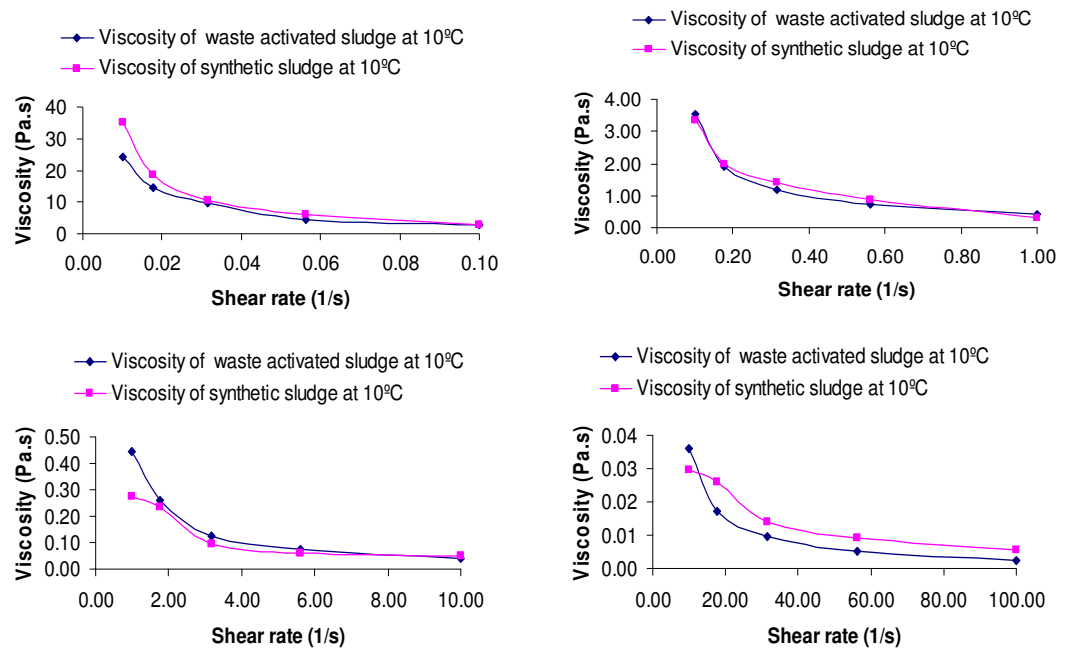 Viscosity of waste activated sludge at 10ºC
Viscosity of synthetic sludge at 10ºC
Viscosity (Pa.s)
40
30
20
10
0
0.00 0.02 0.04 0.06 0.08 0.10
Shear rate (1/s)
Viscosity of waste activated sludge at 10ºC
Viscosity of synthetic sludge at 10ºC
Viscosity (Pa.s)
4.00
3.00
2.00
1.00
0.00
0.00 0.20 0.40 0.60 0.80 1.00
Shear rate (1/s)
Viscosity of waste activated sludge at 10ºC
Viscosity of synthetic sludge at 10ºC
Viscosity (Pa.s)
0.50
0.40
0.30
0.20
0.10
0.00
0.00 2.00 4.00 6.00 8.00 10.00
Shear rate (1/s)
Viscosity of waste activated sludge at 10ºC
Viscosity of synthetic sludge at 10ºC
Viscosity (Pa.s)
0.04
0.03
0.02
0.01
0.00
0.00 20.00 40.00 60.00 80.00 100.00
Shear rate (1/s)